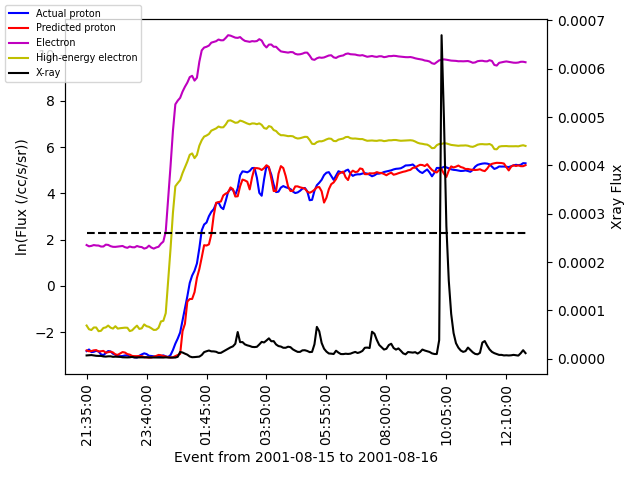 Actual proton
Predicted proton
Electron
High-energy electron
X-ray
ln(Flux (/cc/s/sr))
10
8
6
4
2
0
−2
0.0007
0.0006
0.0005
0.0004
0.0003
0.0002
0.0001
0.0000
Xray Flux
21:35:00
23:40:00
01:45:00
03:50:00
05:55:00
08:00:00
10:05:00
12:10:00
Event from 2001-08-15 to 2001-08-16